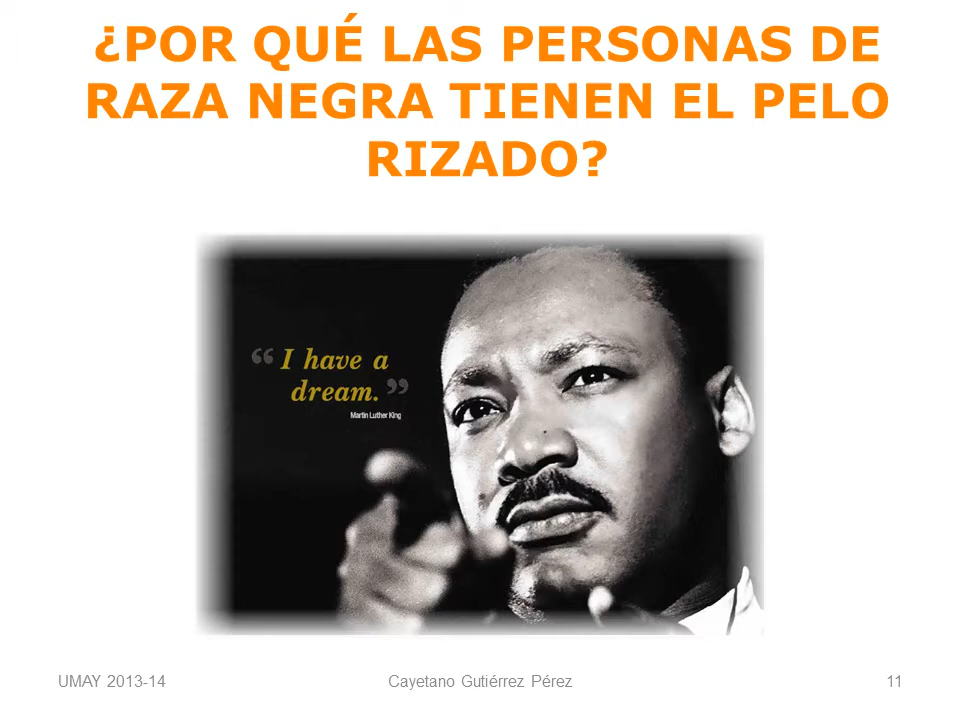 ¿POR QUÉ LAS PERSONAS DE
RAZA NEGRA TIENEN EL PELO
RIZADO?
“ I have a
dream. ”
Martin Luther King
UMAY 2013-14
Cayetano Gutiérrez Pérez
11